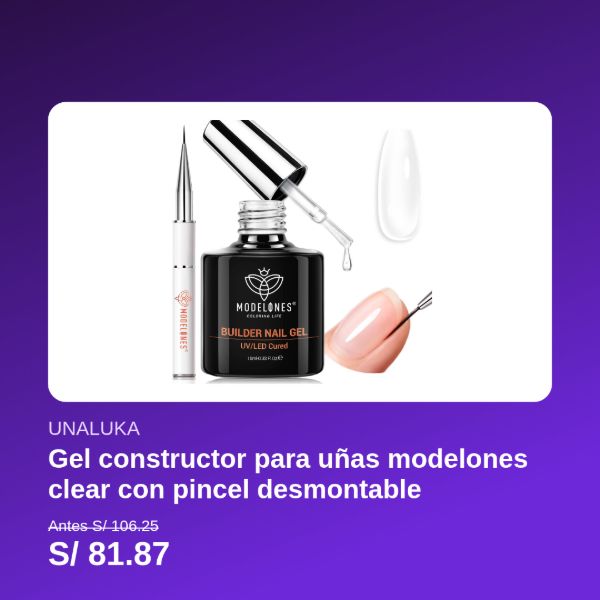 MODELONES®
COLORING LIFE
BUILDER NAIL GEL
UV/LED Cured
MODELONES
UNALUKA
Gel constructor para uñas modelones
clear con pincel desmontable
Antes S/ 106.25
S/ 81.87